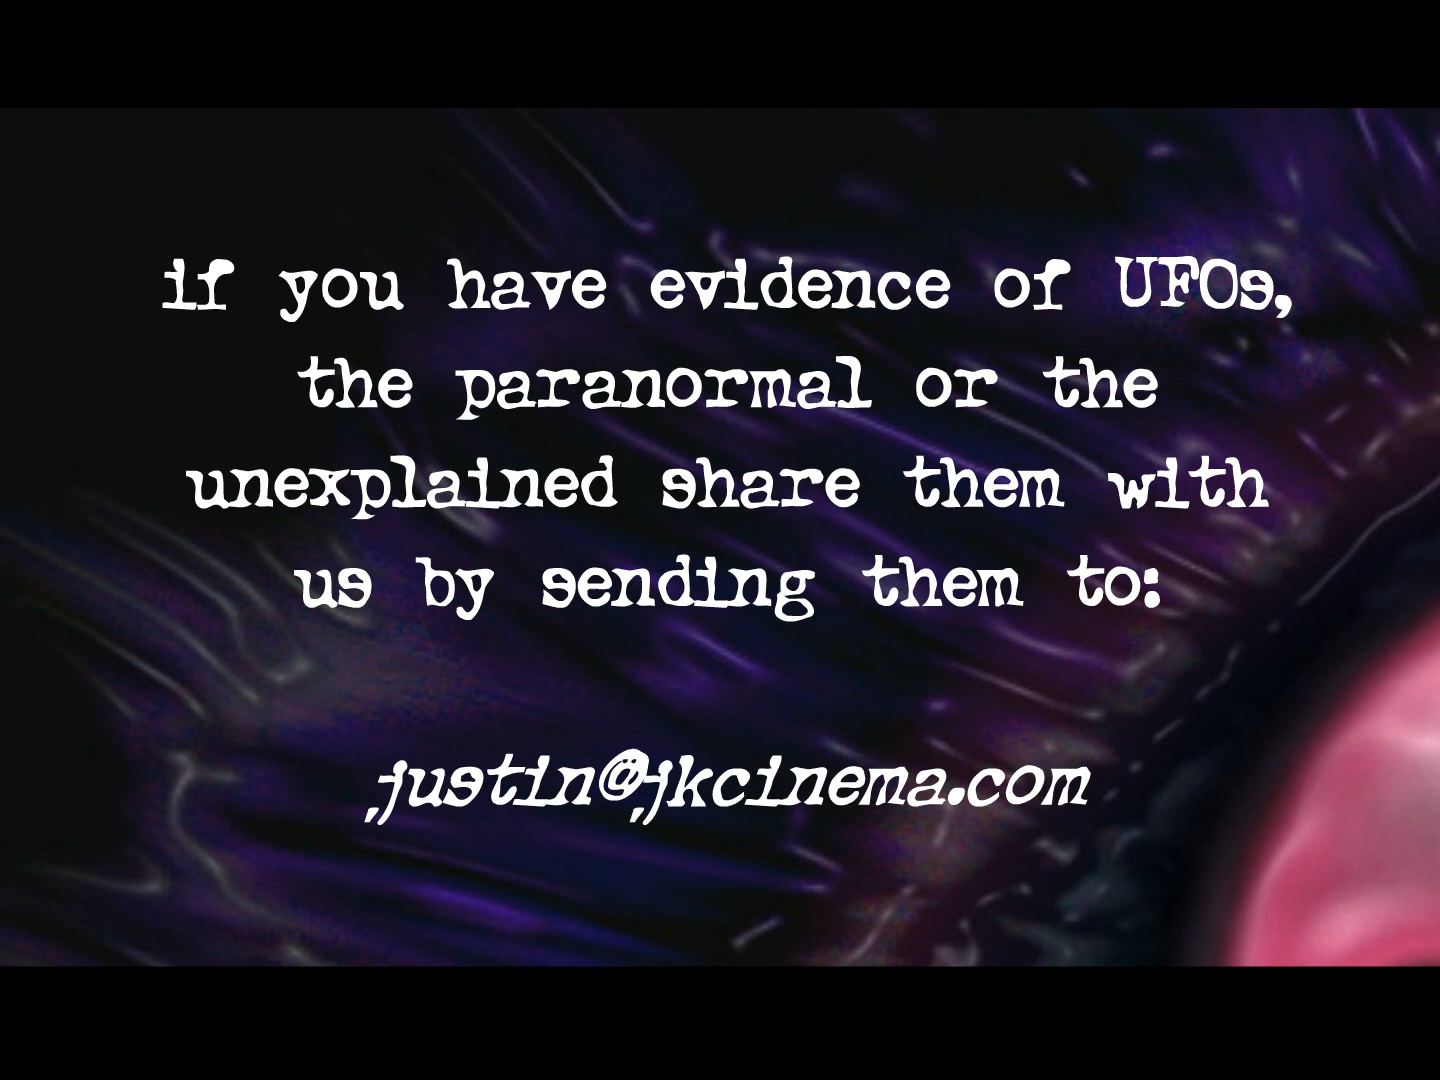 if you have evidence of UFOs,
the paranormal or the
unexplained share them with
us by sending them to:
justin@jkcinema.com